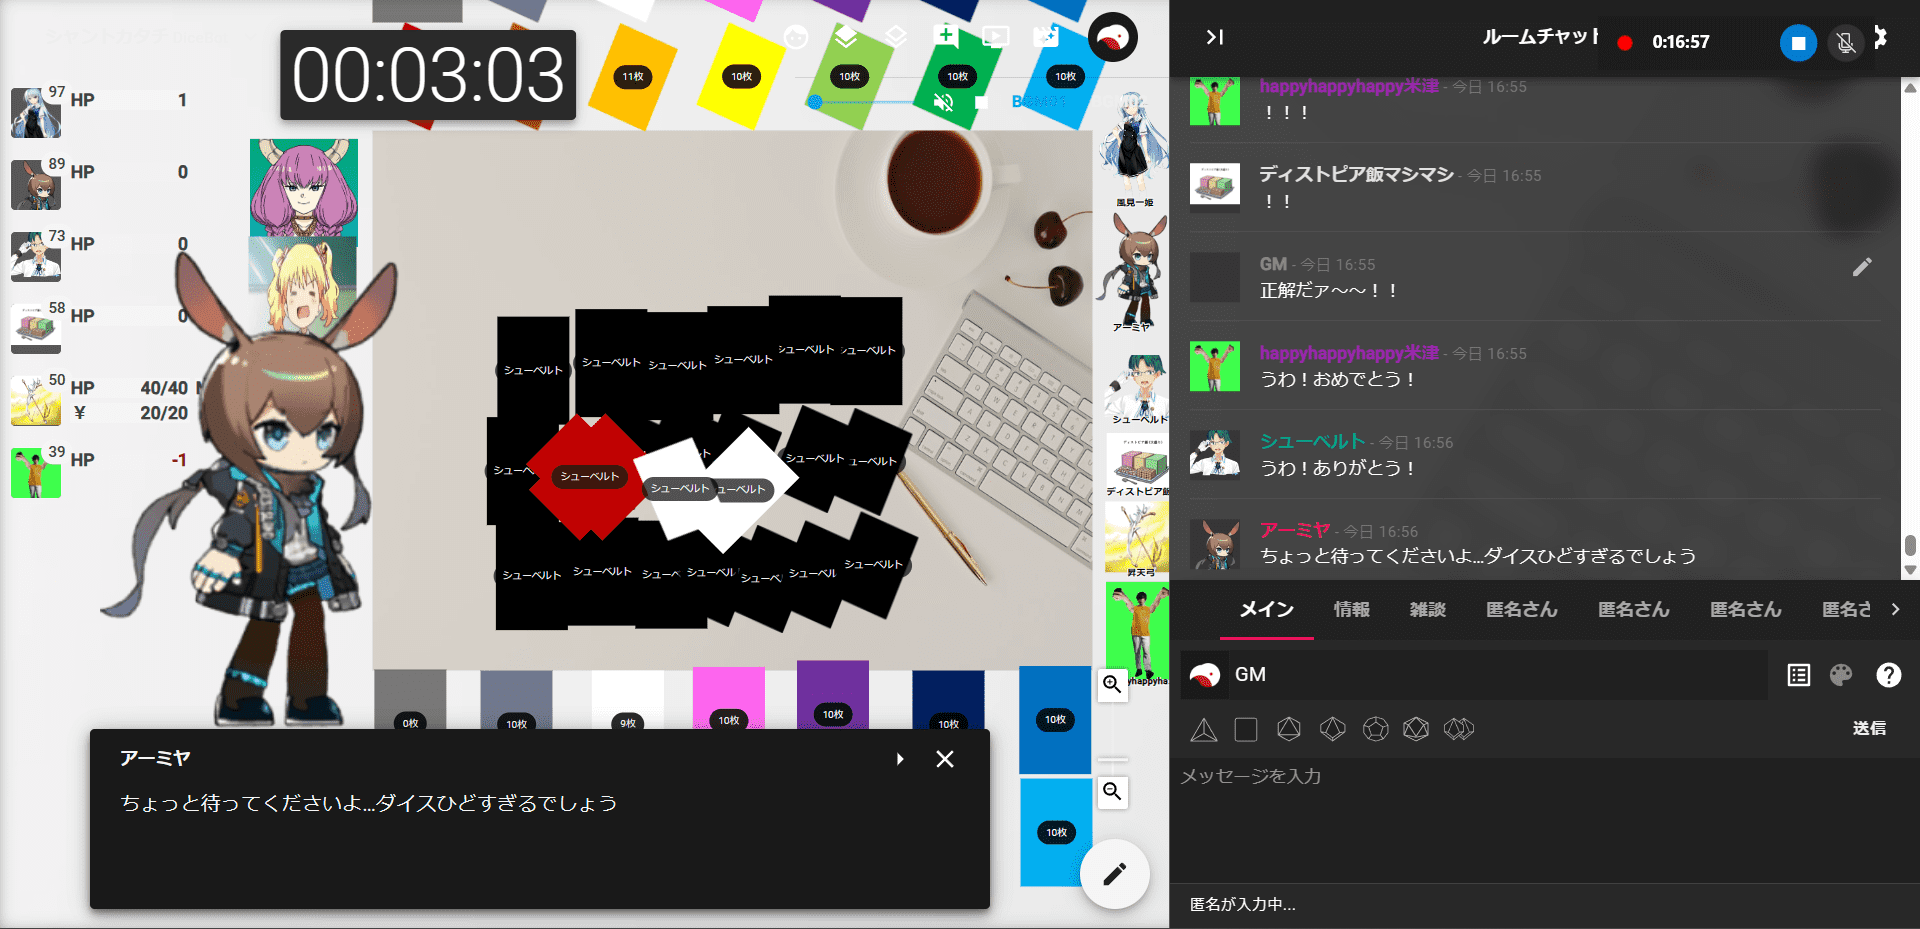 00:03:03
97 HP 1
89 HP 0
73 HP 0
58 HP 0
50 HP 40/40
¥ 20/20
39 HP -1
11枚
10枚
10枚
10枚
10枚
風見一姫
アーミヤ
シューベルト
昇天弓
シューベルト
シューベルト
シューベルト
シューベルト
シューベルト
シューベルト
シューベルト
シューベルト
シューベルト
シューベルト
シューベルト
シューベルト
0枚
10枚
9枚
10枚
10枚
10枚
10枚
10枚
アーミヤ
ちょっと待ってくださいよ...ダイスひどすぎるでしょう
ルームチャット
0:16:57
happyhappyhappy米津 - 今日 16:55
！！！
ディストピア飯マシマシ - 今日 16:55
！！
GM - 今日 16:55
正解だァ～～！！
happyhappyhappy米津 - 今日 16:55
うわ！おめでとう！
シューベルト - 今日 16:56
うわ！ありがとう！
アーミヤ - 今日 16:56
ちょっと待ってくださいよ...ダイスひどすぎるでしょう
メイン 情報 雑談 匿名さん 匿名さん 匿名さん 匿名さ
GM
送信
メッセージを入力
匿名が入力中...